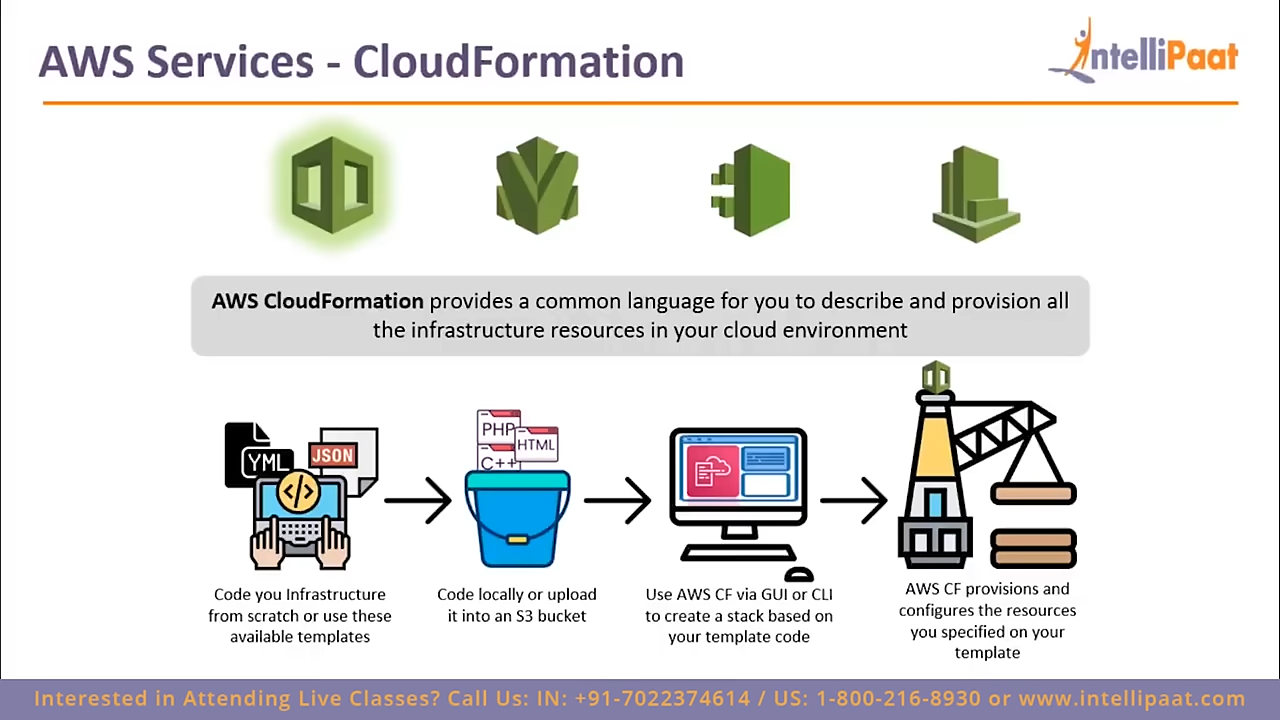 AWS Services - CloudFormation
IntelliPaat
AWS CloudFormation provides a common language for you to describe and provision all
the infrastructure resources in your cloud environment
YML
JSON
</>
PHP
HTML
C++
Code you Infrastructure
from scratch or use these
available templates
Code locally or upload
it into an S3 bucket
Use AWS CF via GUI or CLI
to create a stack based on
your template code
AWS CF provisions and
configures the resources
you specified on your
template
Interested in Attending Live Classes? Call Us: IN: +91-7022374614 / US: 1-800-216-8930 or www.intellipaat.com